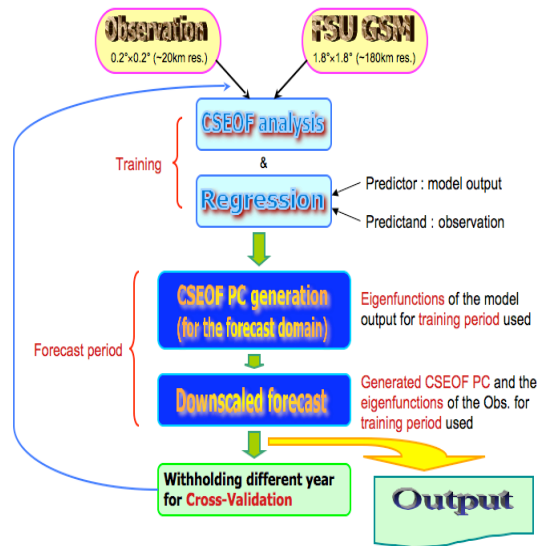 Observation
0.2°×0.2° (~20km res.)
FSU GSM
1.8°×1.8° (~180km res.)
CSEOF analysis
Training
&
Regression
Predictor : model output
Predictand : observation
CSEOF PC generation
(for the forecast domain)
Eigenfunctions of the model
output for training period used
Forecast period
Downscaled forecast
Generated CSEOF PC and the
eigenfunctions of the Obs. for
training period used
Withholding different year
for Cross-Validation
Output